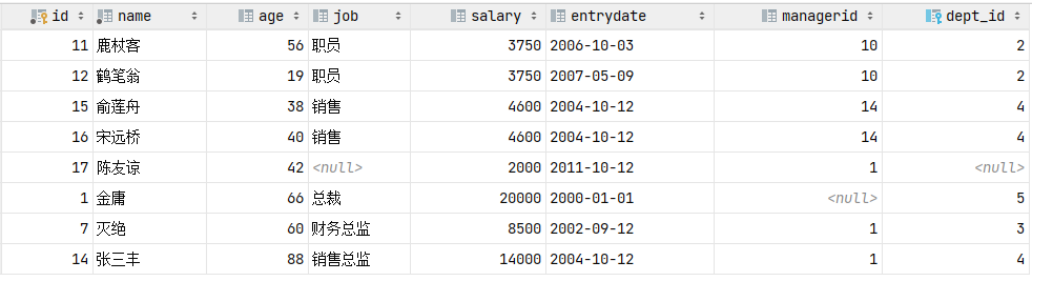 id name age job salary entrydate managerid dept_id
11 鹿杖客 56 职员 3750 2006-10-03 10 2
12 鹤笔翁 19 职员 3750 2007-05-09 10 2
15 俞莲舟 38 销售 4600 2004-10-12 14 4
16 宋远桥 40 销售 4600 2004-10-12 14 4
17 陈友谅 42 <null> 2000 2011-10-12 1 <null>
1 金庸 66 总裁 20000 2000-01-01 <null> 5
7 灭绝 60 财务总监 8500 2002-09-12 1 3
14 张三丰 88 销售总监 14000 2004-10-12 1 4